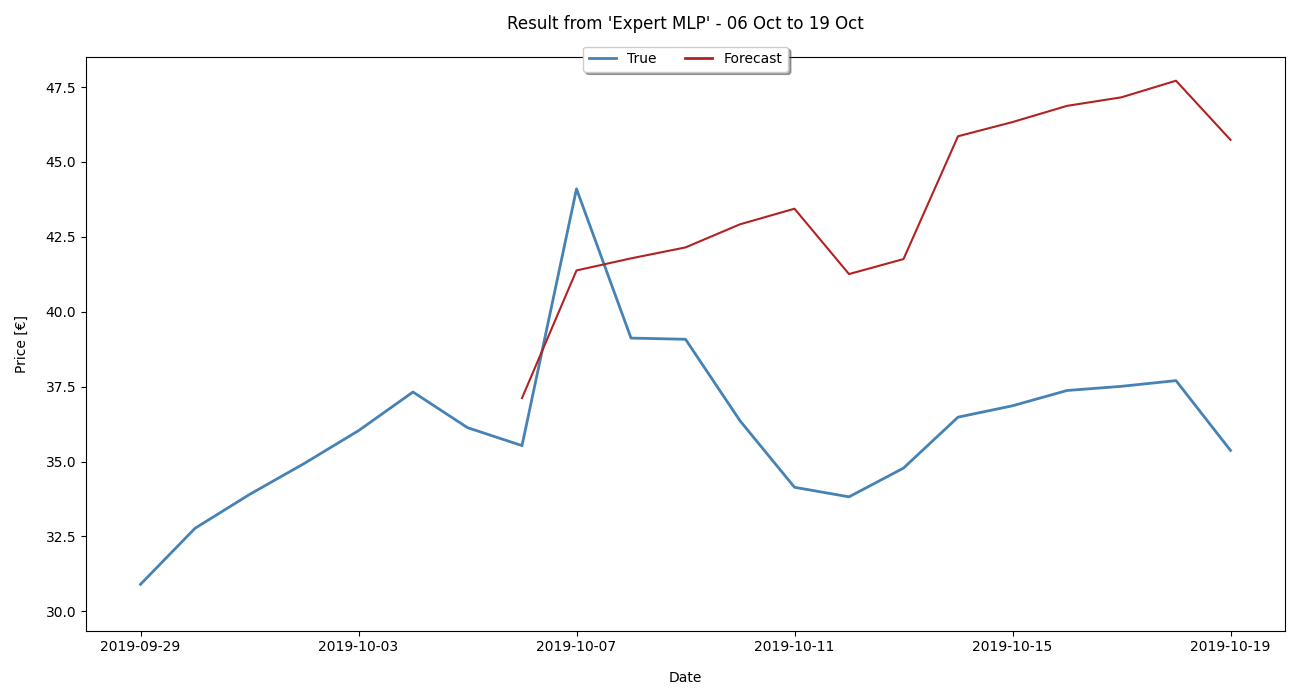 Result from 'Expert MLP' - 06 Oct to 19 Oct
True Forecast
47.5
45.0
42.5
40.0
37.5
35.0
32.5
30.0
Price [€]
2019-09-29 2019-10-03 2019-10-07 2019-10-11 2019-10-15 2019-10-19
Date